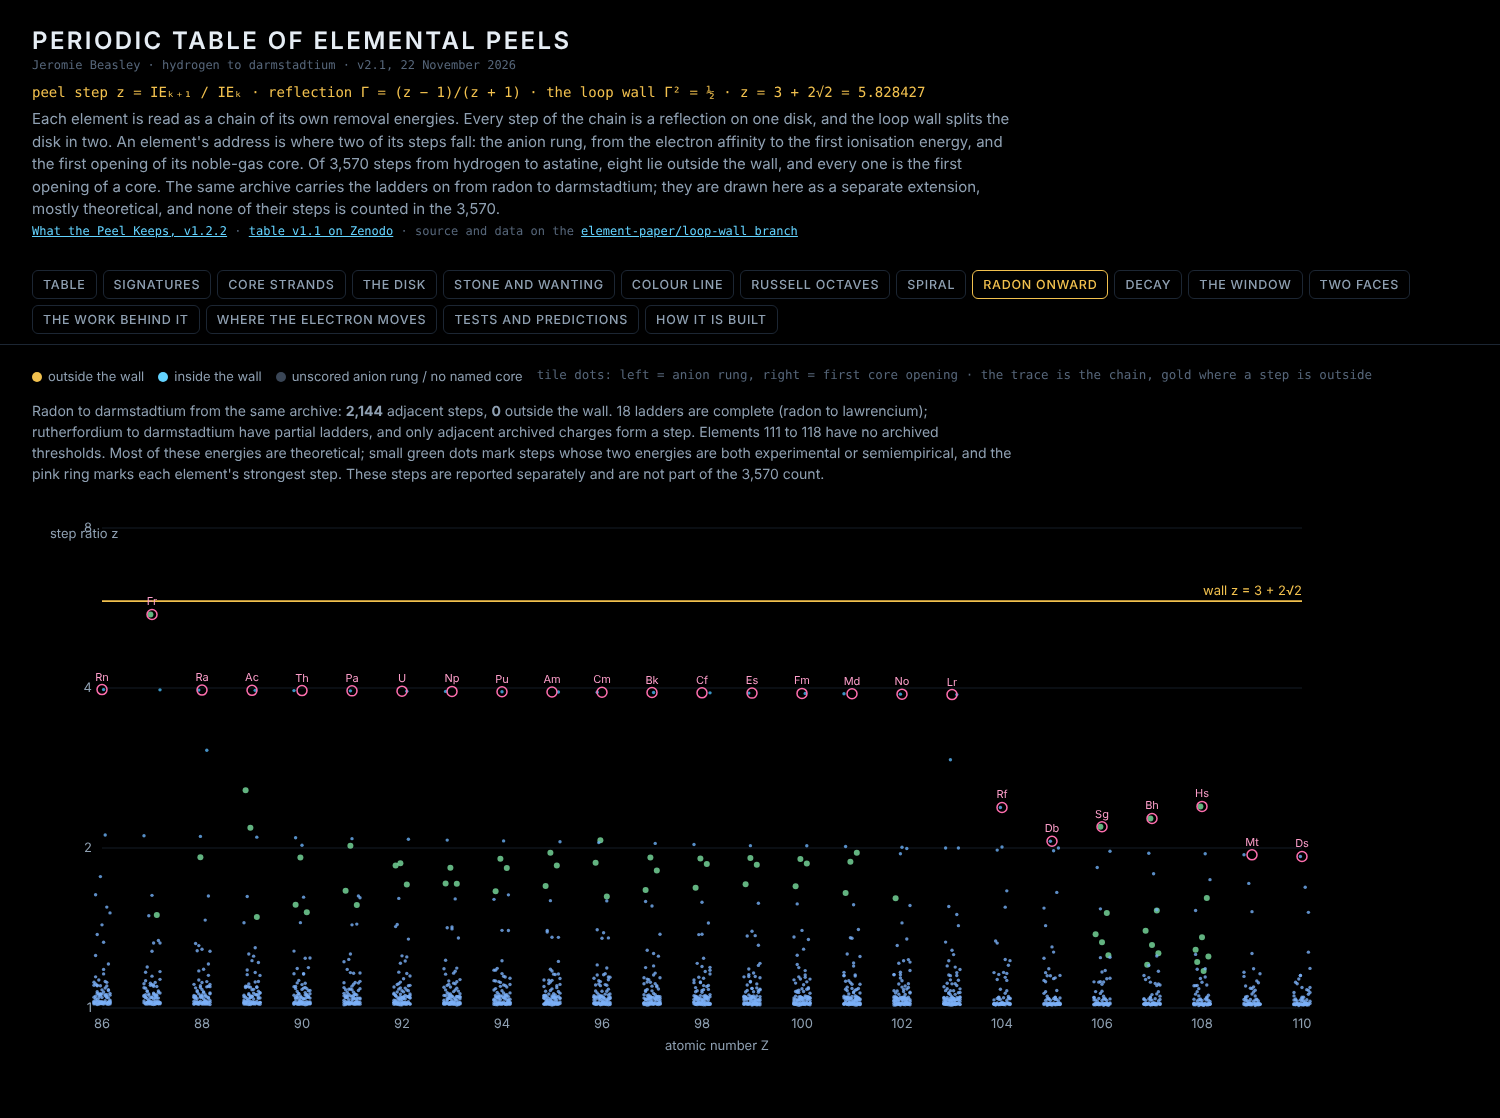 PERIODIC TABLE OF ELEMENTAL PEELS
Jeromie Beasley · hydrogen to darmstadtium · v2.1, 22 November 2026
peel step z = IEₖ₊₁ / IEₖ · reflection Γ = (z − 1)/(z + 1) · the loop wall Γ² = ½ · z = 3 + 2√2 = 5.828427
Each element is read as a chain of its own removal energies. Every step of the chain is a reflection on one disk, and the loop wall splits the
disk in two. An element's address is where two of its steps fall: the anion rung, from the electron affinity to the first ionisation energy, and
the first opening of its noble-gas core. Of 3,570 steps from hydrogen to astatine, eight lie outside the wall, and every one is the first
opening of a core. The same archive carries the ladders on from radon to darmstadtium; they are drawn here as a separate extension,
mostly theoretical, and none of their steps is counted in the 3,570.
What the Peel Keeps, v1.2.2 · table v1.1 on Zenodo · source and data on the element-paper/loop-wall branch
TABLE SIGNATURES CORE STRANDS THE DISK STONE AND WANTING COLOUR LINE RUSSELL OCTAVES SPIRAL RADON ONWARD DECAY THE WINDOW TWO FACES
THE WORK BEHIND IT WHERE THE ELECTRON MOVES TESTS AND PREDICTIONS HOW IT IS BUILT
outside the wall inside the wall unscored anion rung / no named core tile dots: left = anion rung, right = first core opening · the trace is the chain, gold where a step is outside
Radon to darmstadtium from the same archive: 2,144 adjacent steps, 0 outside the wall. 18 ladders are complete (radon to lawrencium);
rutherfordium to darmstadtium have partial ladders, and only adjacent archived charges form a step. Elements 111 to 118 have no archived
thresholds. Most of these energies are theoretical; small green dots mark steps whose two energies are both experimental or semiempirical, and the
pink ring marks each element's strongest step. These steps are reported separately and are not part of the 3,570 count.
8
step ratio z
wall z = 3 + 2√2
Fr
Rn Ra Ac Th Pa U Np Pu Am Cm Bk Cf Es Fm Md No Lr
4
Rf Db Sg Bh Hs Mt Ds
2
1
86 88 90 92 94 96 98 100 102 104 106 108 110
atomic number Z